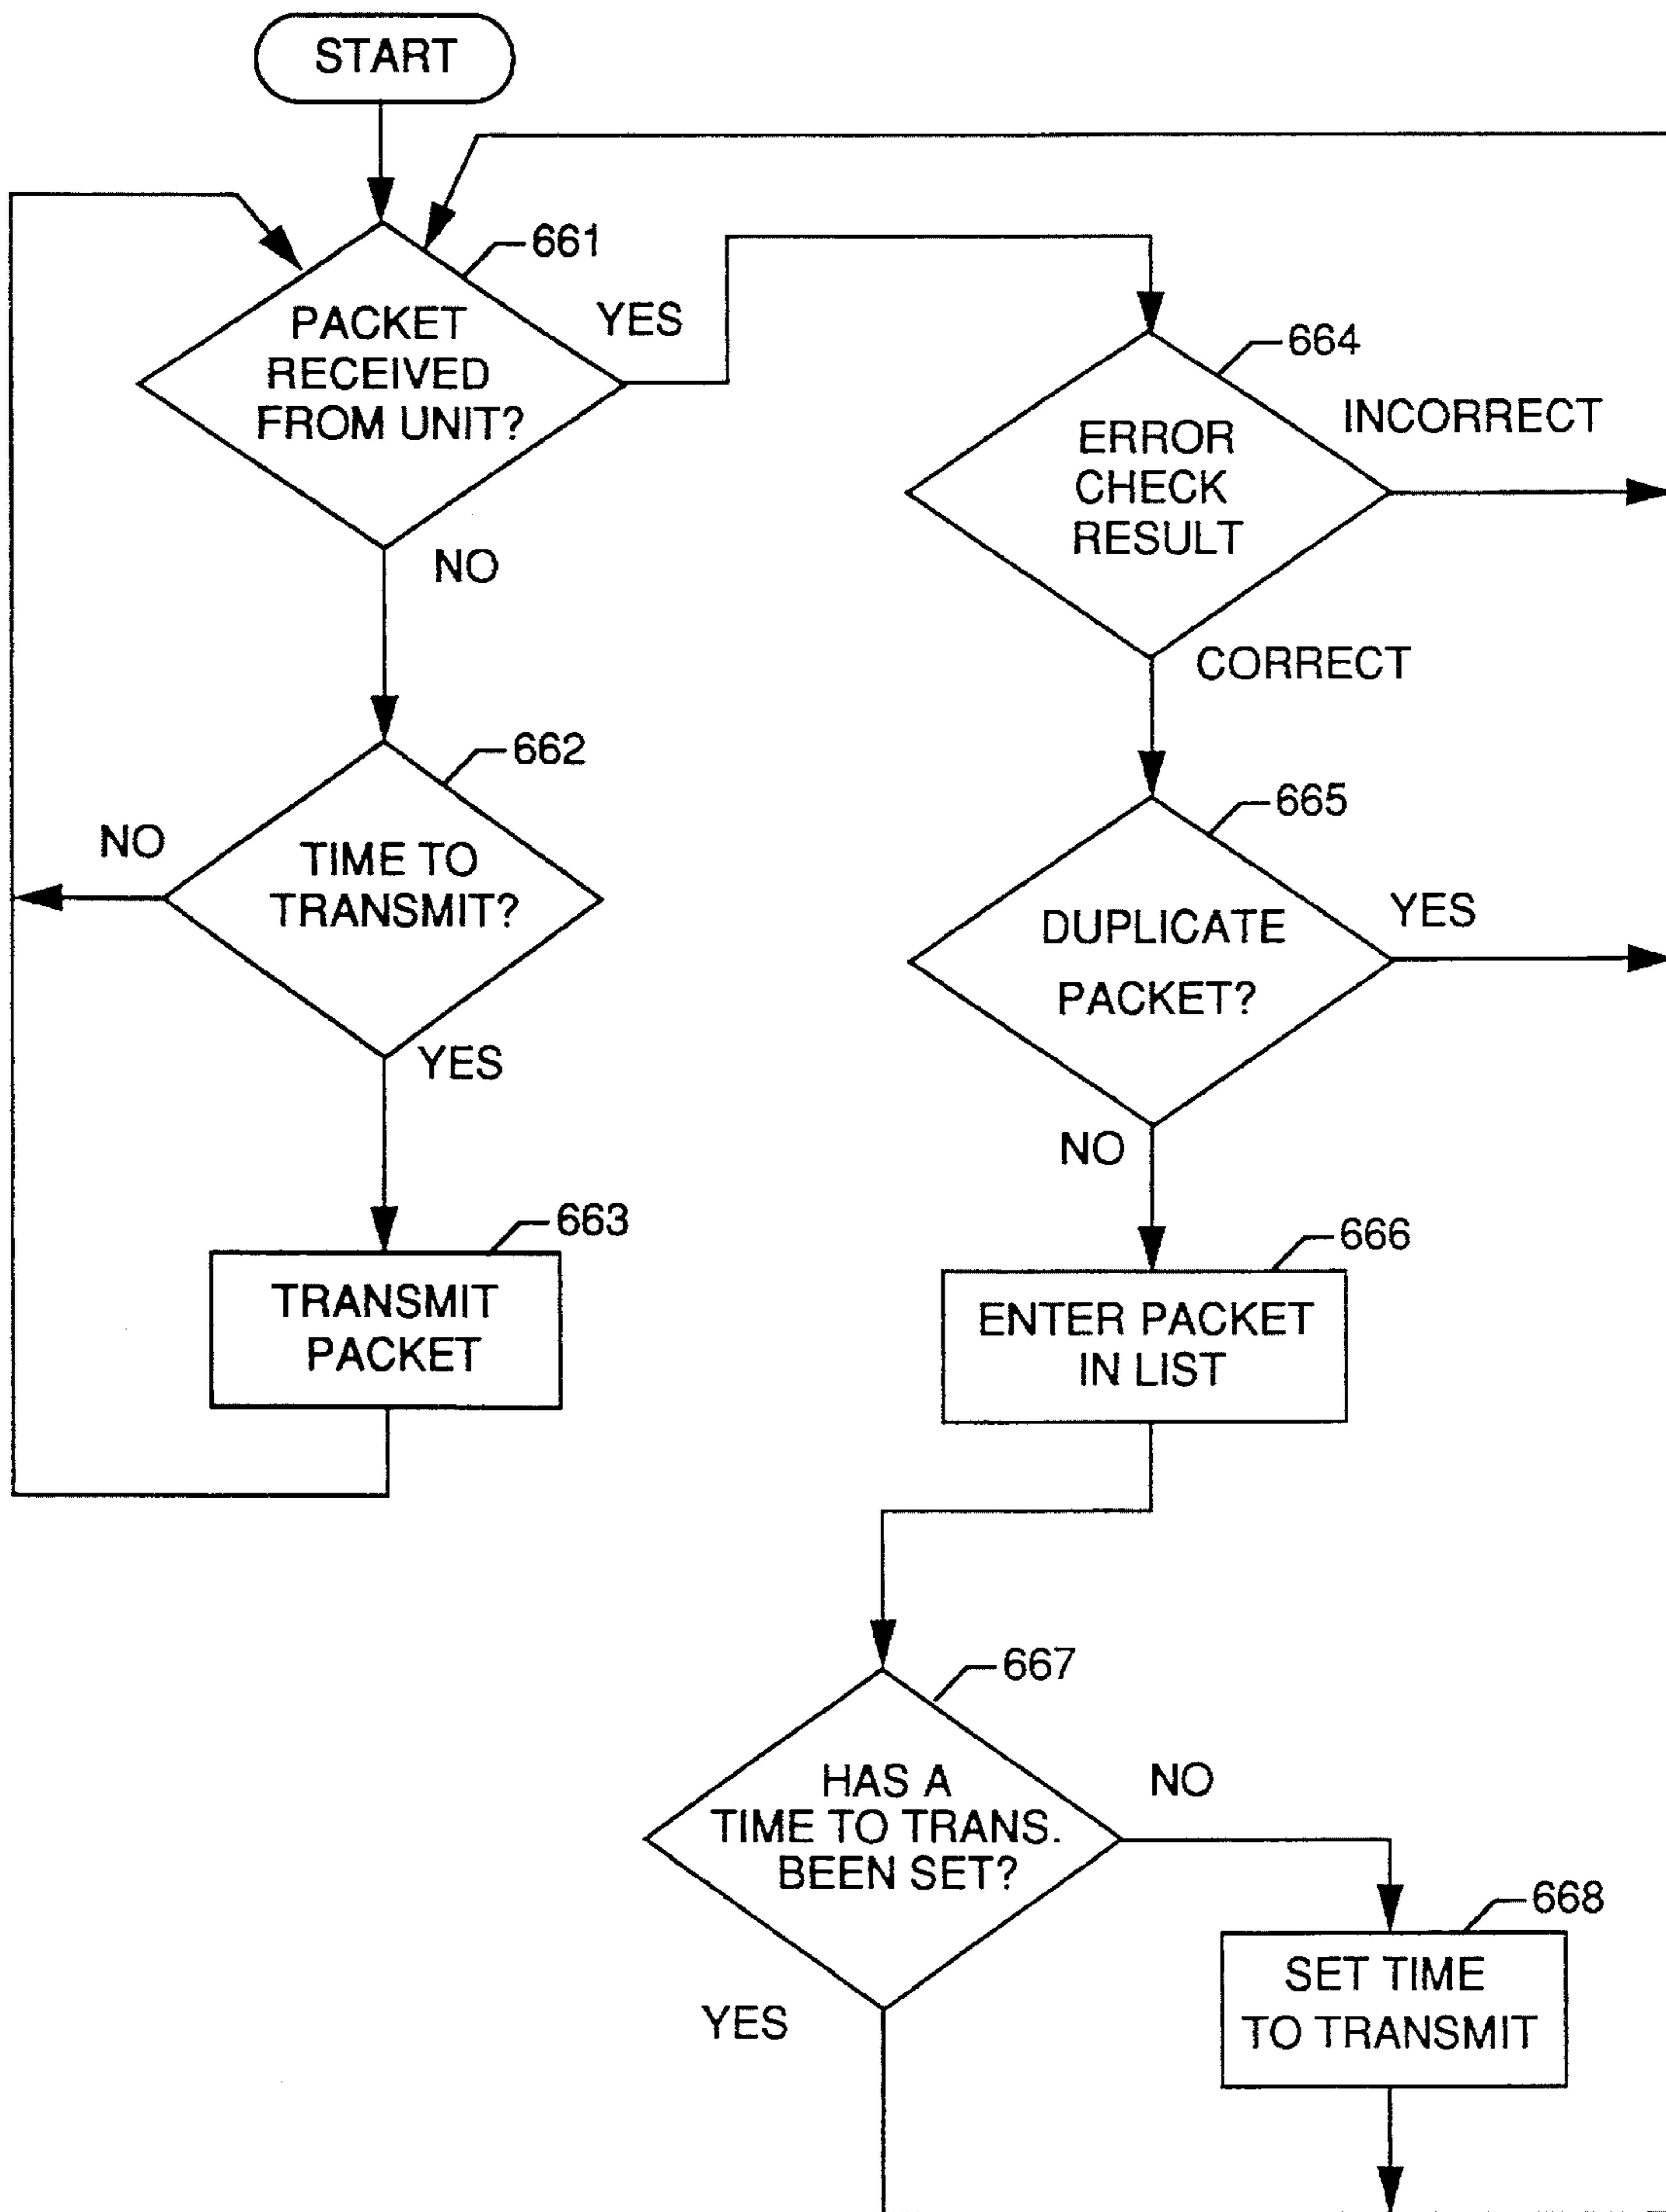 START
661
PACKET
RECEIVED
FROM UNIT?
YES
NO
664
INCORRECT
ERROR
CHECK
RESULT
CORRECT
662
NO
TIME TO
TRANSMIT?
YES
665
DUPLICATE
PACKET?
YES
NO
663
TRANSMIT
PACKET
666
ENTER PACKET
IN LIST
667
HAS A
TIME TO TRANS.
BEEN SET?
NO
YES
668
SET TIME
TO TRANSMIT